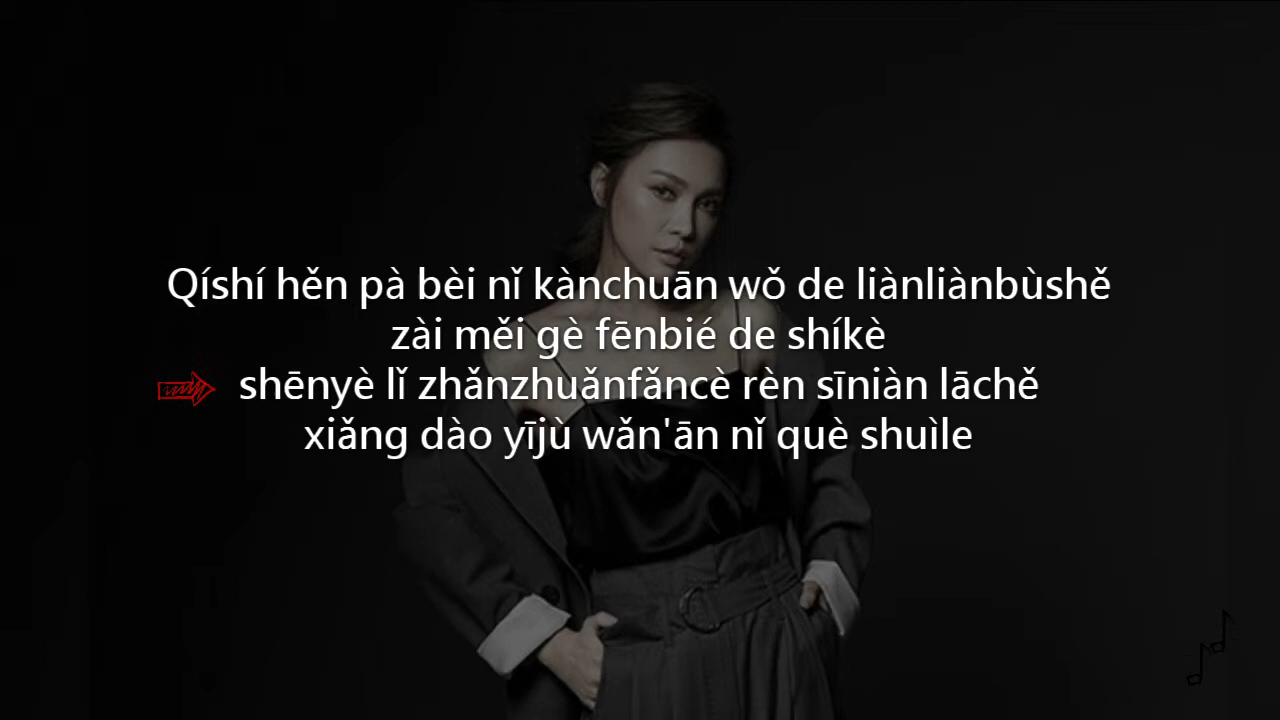 Qíshí hěn pà bèi nǐ kànchuān wǒ de liànliànbùshě
zài měi gè fēnbié de shíkè
shēnyè lǐ zhǎnzhuǎnfǎncè rèn sīniàn lāchě
xiǎng dào yījù wǎn'ān nǐ què shuìle